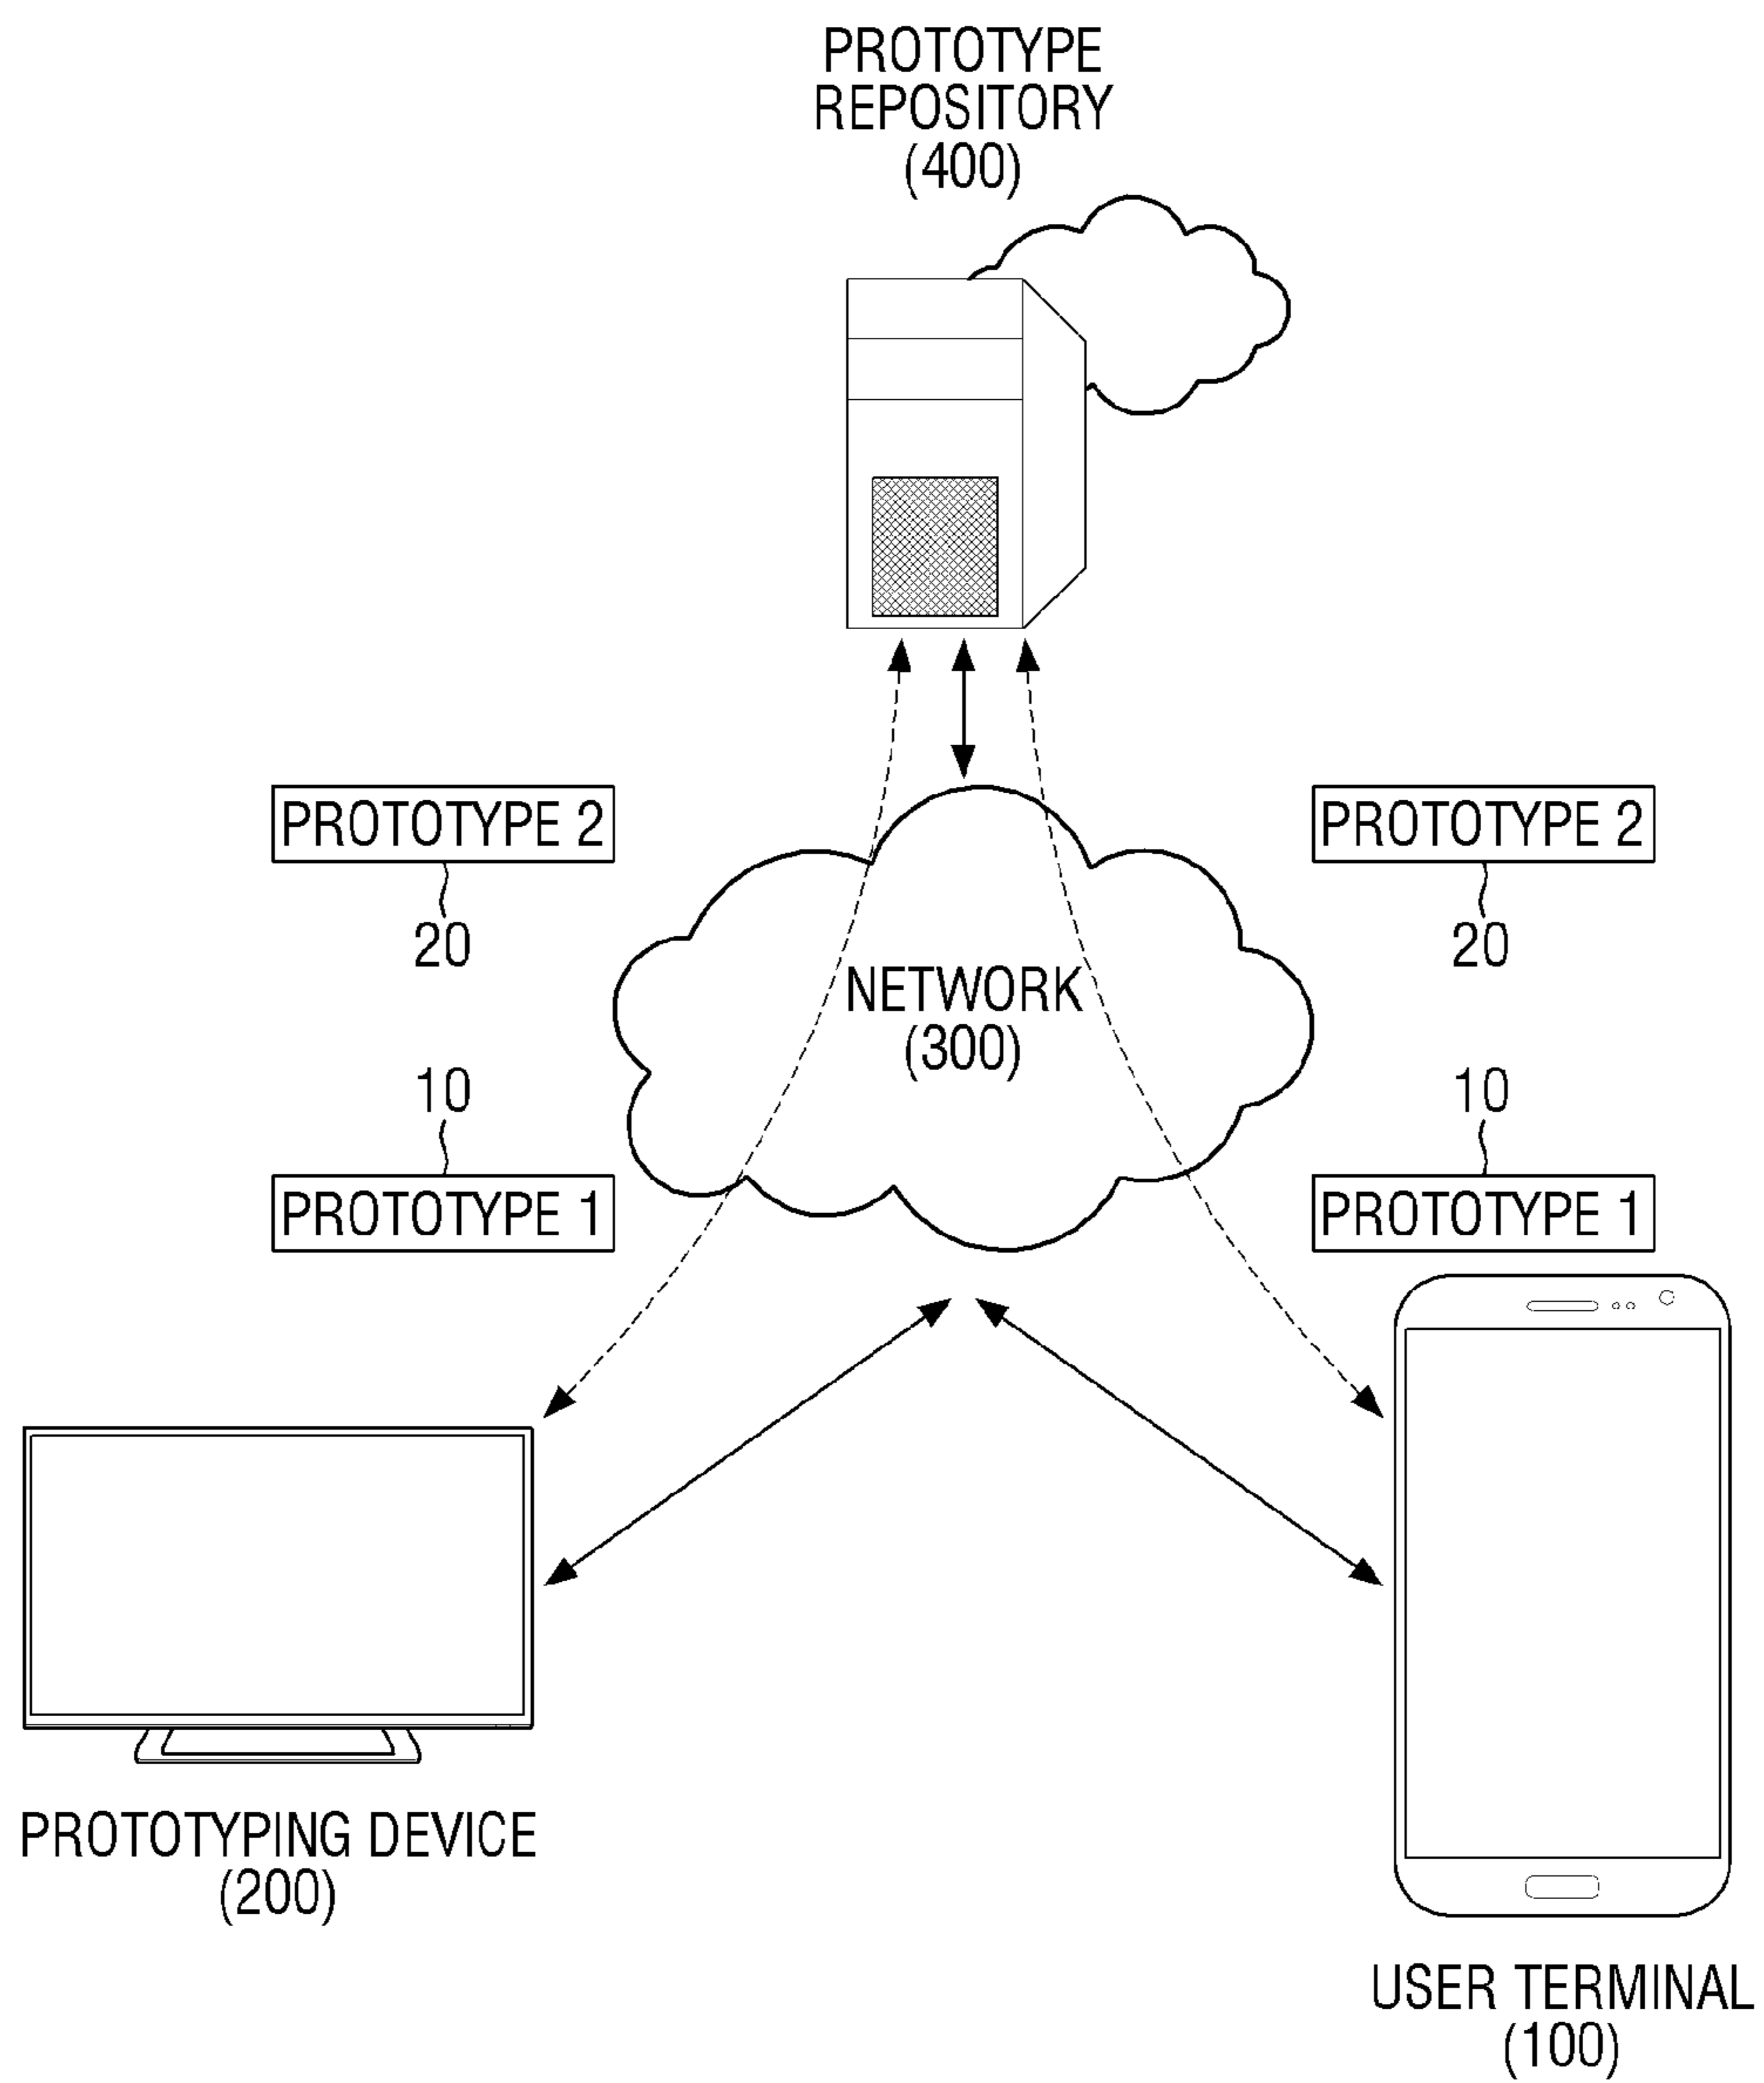 PROTOTYPE
REPOSITORY
(400)
PROTOTYPE 2
20
PROTOTYPE 2
20
NETWORK
(300)
10
PROTOTYPE 1
10
PROTOTYPE 1
PROTOTYPING DEVICE
(200)
USER TERMINAL
(100)